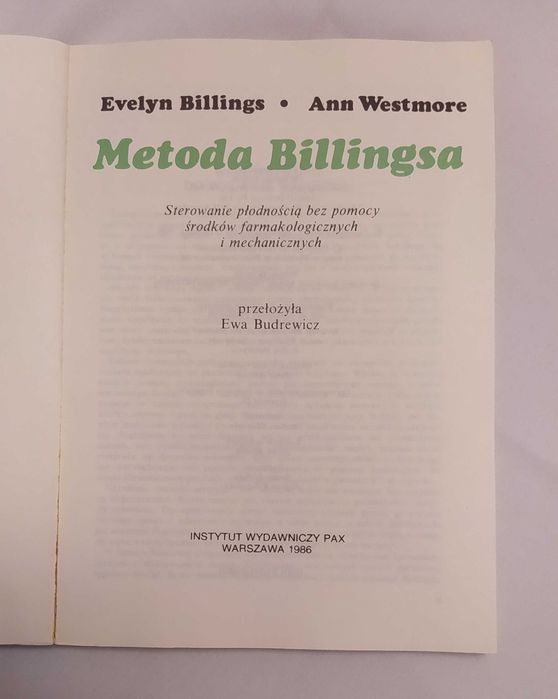 Evelyn Billings • Ann Westmore
Metoda Billingsa
Sterowanie płodnością bez pomocy
środków farmakologicznych
i mechanicznych
przełożyła
Ewa Budrewicz
INSTYTUT WYDAWNICZY PAX
WARSZAWA 1986